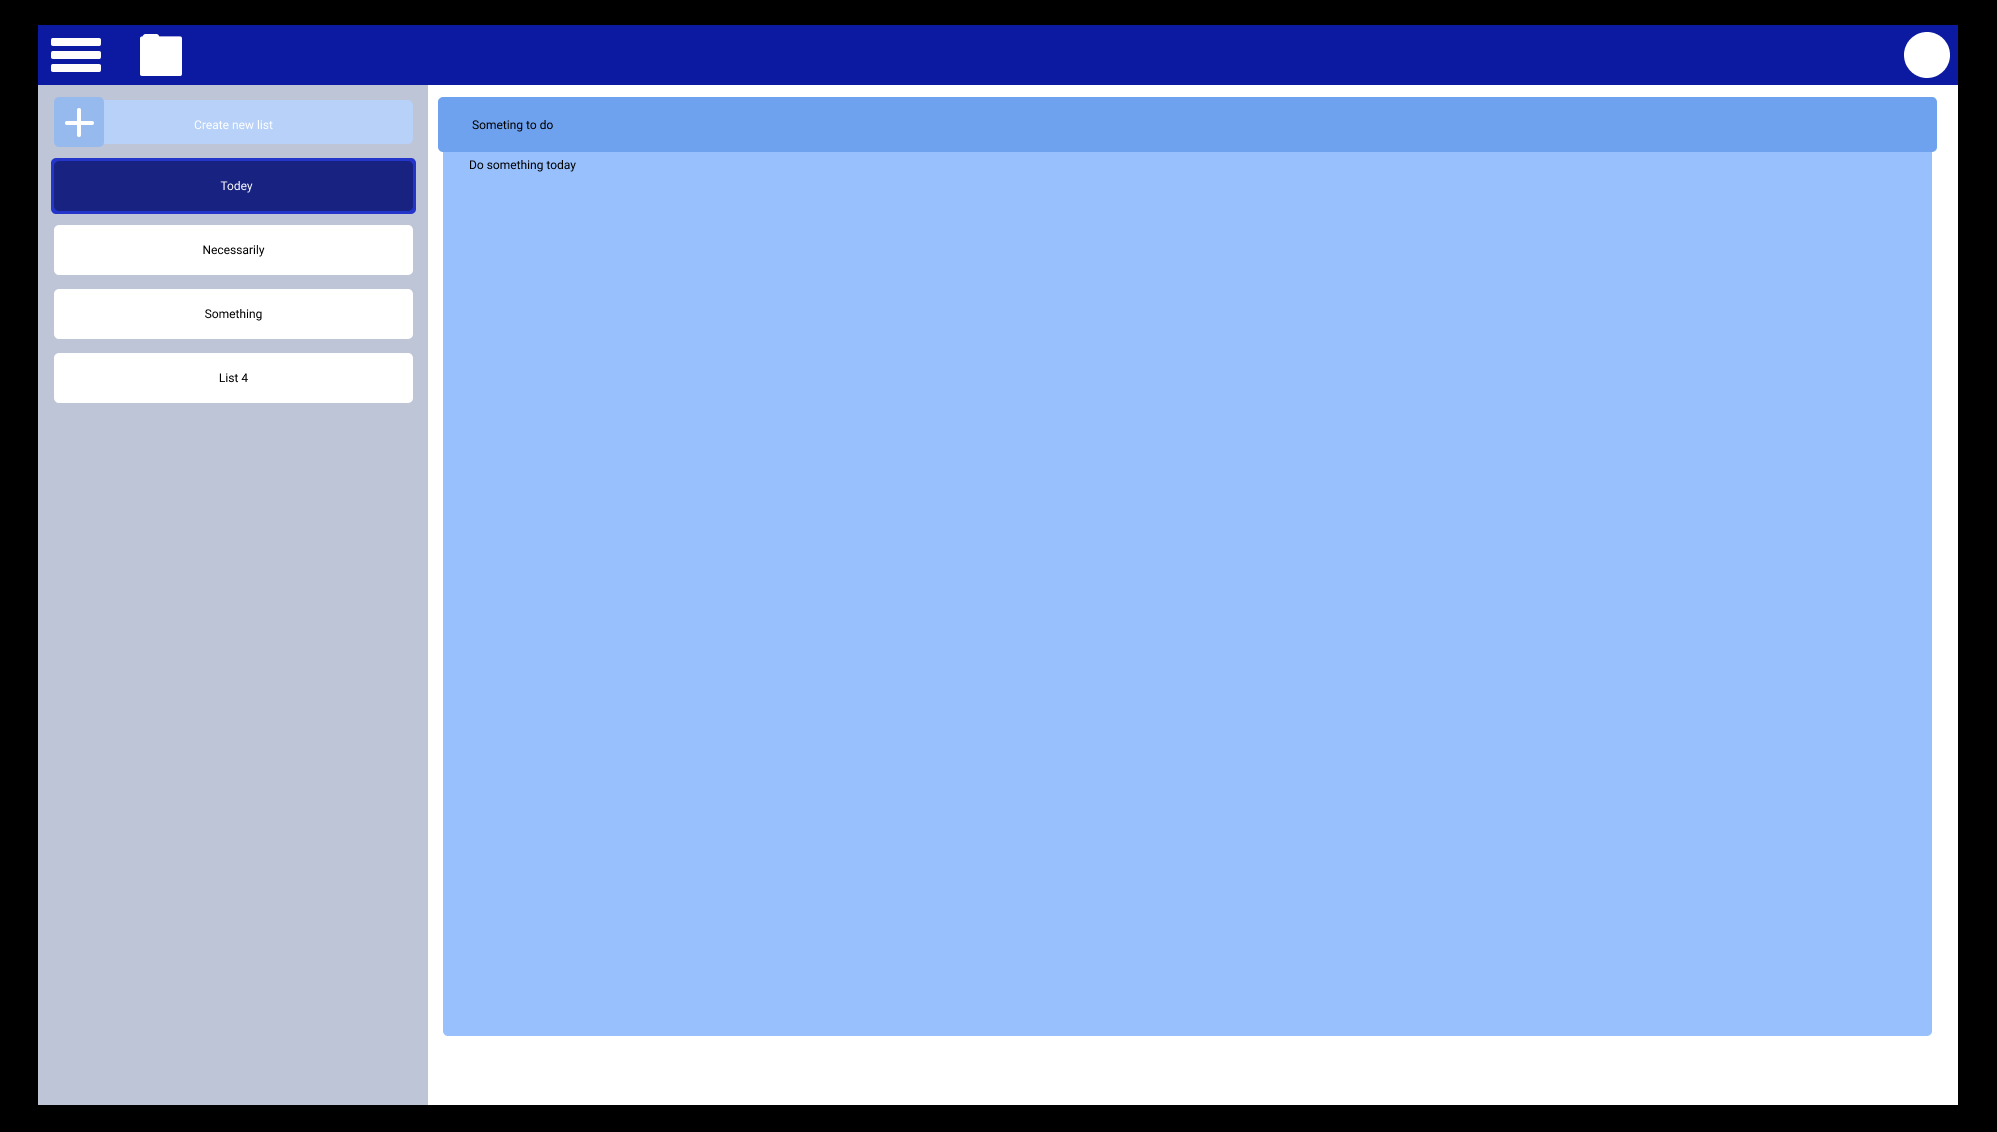 Create new list
Todey
Necessarily
Something
List 4
Someting to do
Do something today